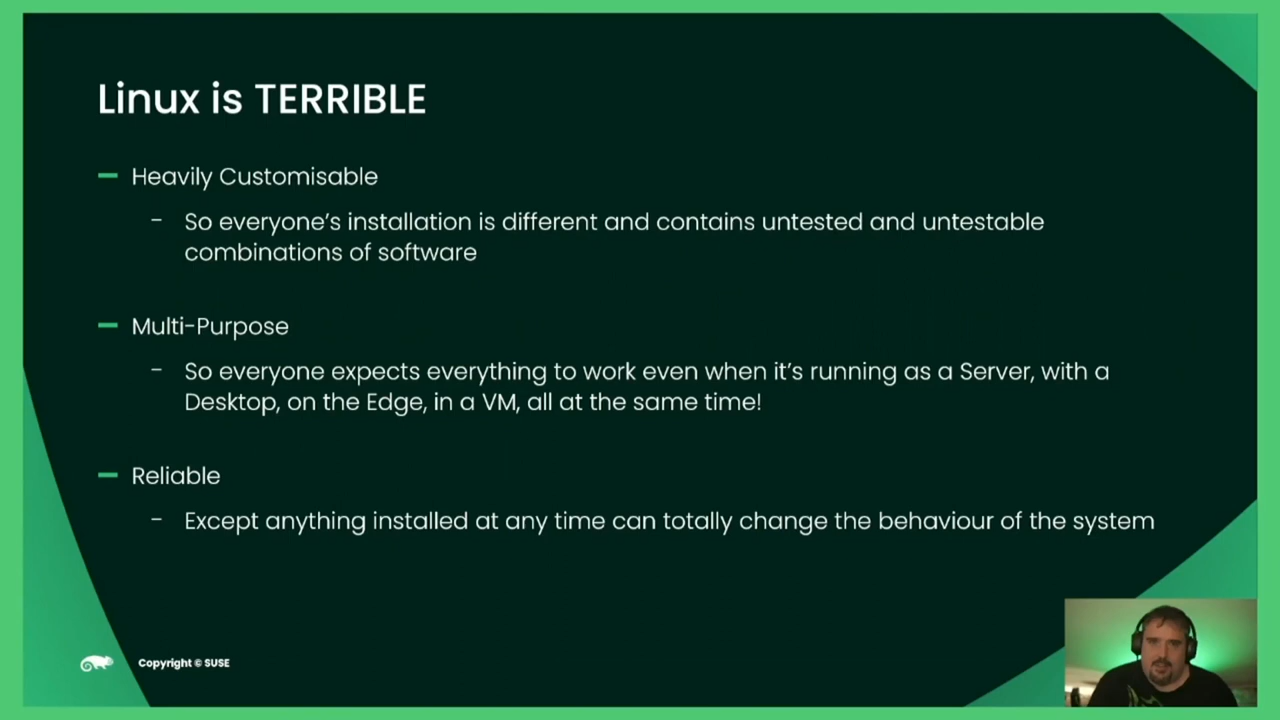 Linux is TERRIBLE
— Heavily Customisable
– So everyone’s installation is different and contains untested and untestable
combinations of software
— Multi-Purpose
– So everyone expects everything to work even when it’s running as a Server, with a
Desktop, on the Edge, in a VM, all at the same time!
— Reliable
– Except anything installed at any time can totally change the behaviour of the system
Copyright © SUSE